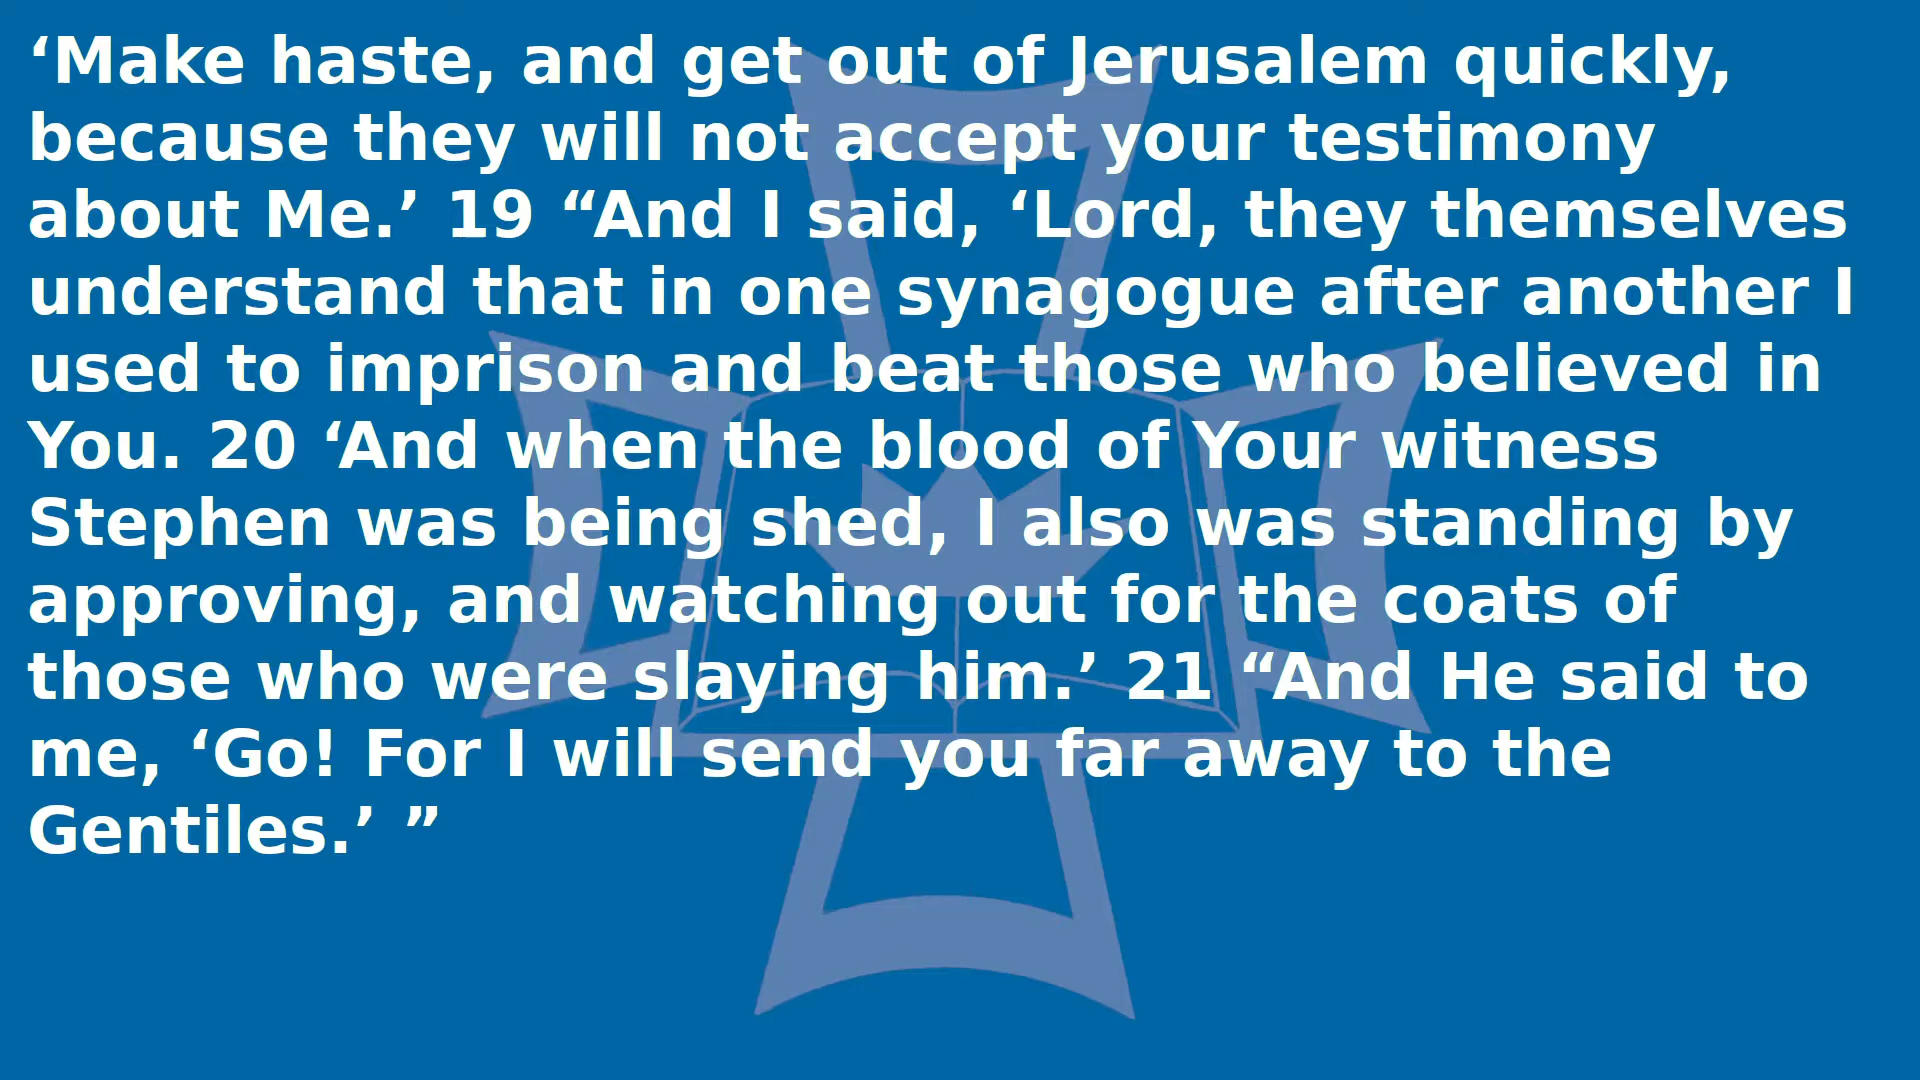 ‘Make haste, and get out of Jerusalem quickly,
because they will not accept your testimony
about Me.’ 19 “And I said, ‘Lord, they themselves
understand that in one synagogue after another I
used to imprison and beat those who believed in
You. 20 ‘And when the blood of Your witness
Stephen was being shed, I also was standing by
approving, and watching out for the coats of
those who were slaying him.’ 21 “And He said to
me, ‘Go! For I will send you far away to the
Gentiles.’ ”